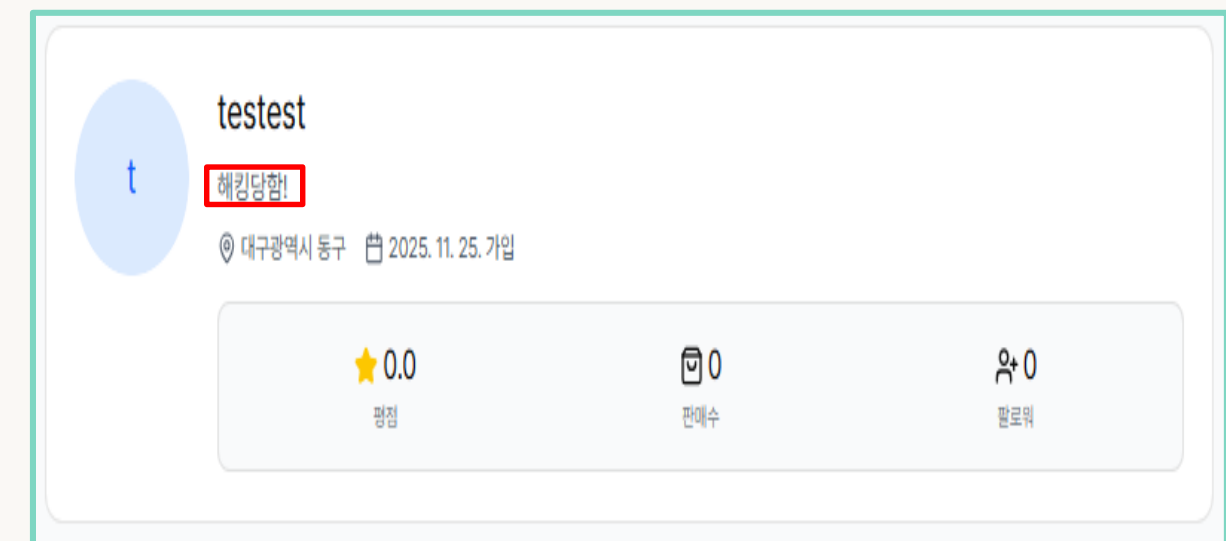 testest
t
해킹당함!
대구광역시 동구 2025. 11. 25. 가입
0.0 0 0
평점 판매수 팔로워